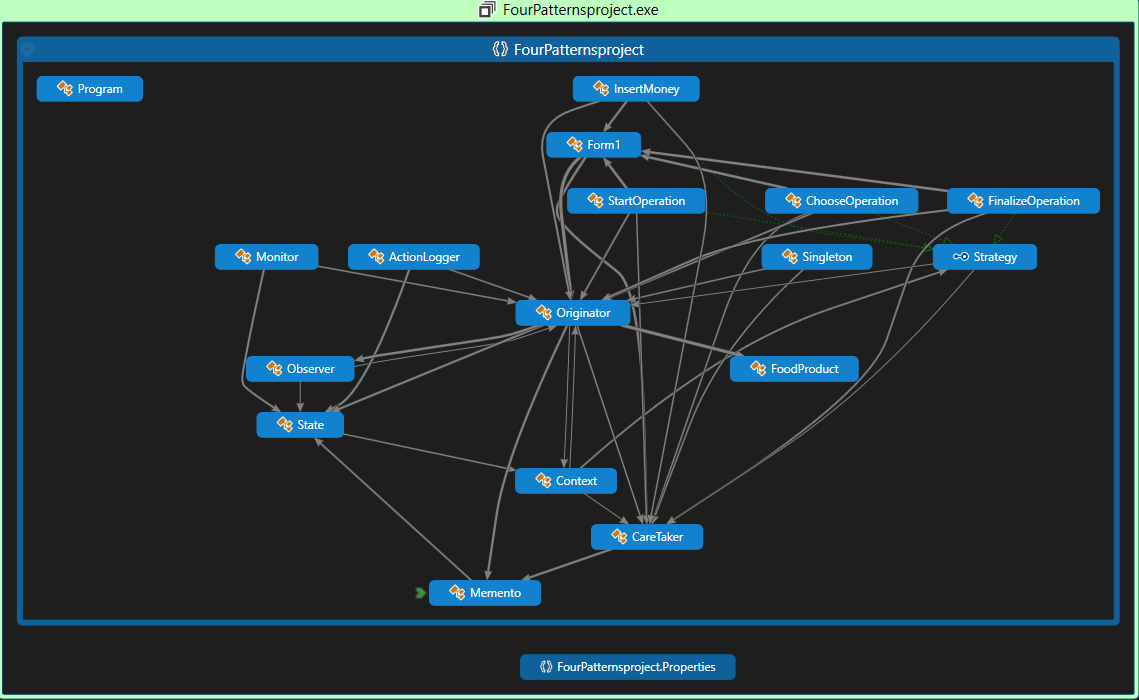 FourPatternsproject.exe
FourPatternsproject
Program
InsertMoney
Form1
StartOperation
ChooseOperation
FinalizeOperation
Monitor
ActionLogger
Singleton
Strategy
Originator
Observer
FoodProduct
State
Context
CareTaker
Memento
FourPatternsproject.Properties